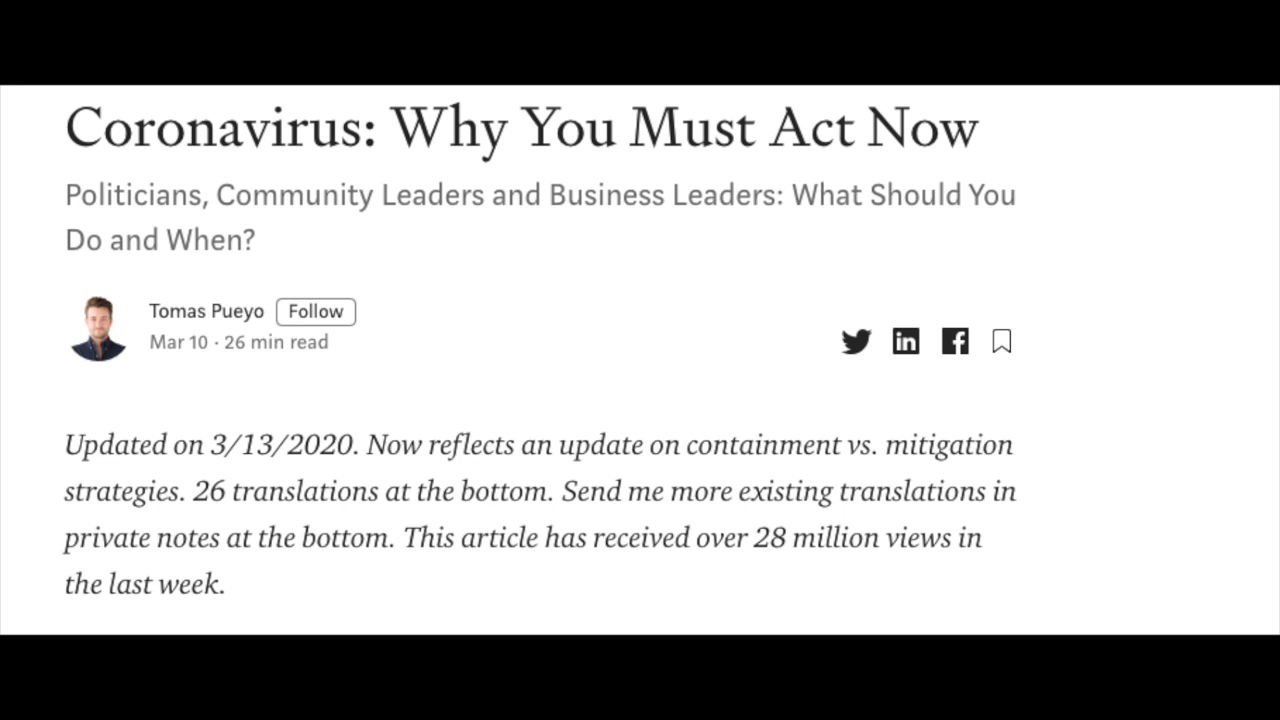 Coronavirus: Why You Must Act Now
Politicians, Community Leaders and Business Leaders: What Should You
Do and When?
Tomas Pueyo Follow
Mar 10 · 26 min read
Updated on 3/13/2020. Now reflects an update on containment vs. mitigation
strategies. 26 translations at the bottom. Send me more existing translations in
private notes at the bottom. This article has received over 28 million views in
the last week.